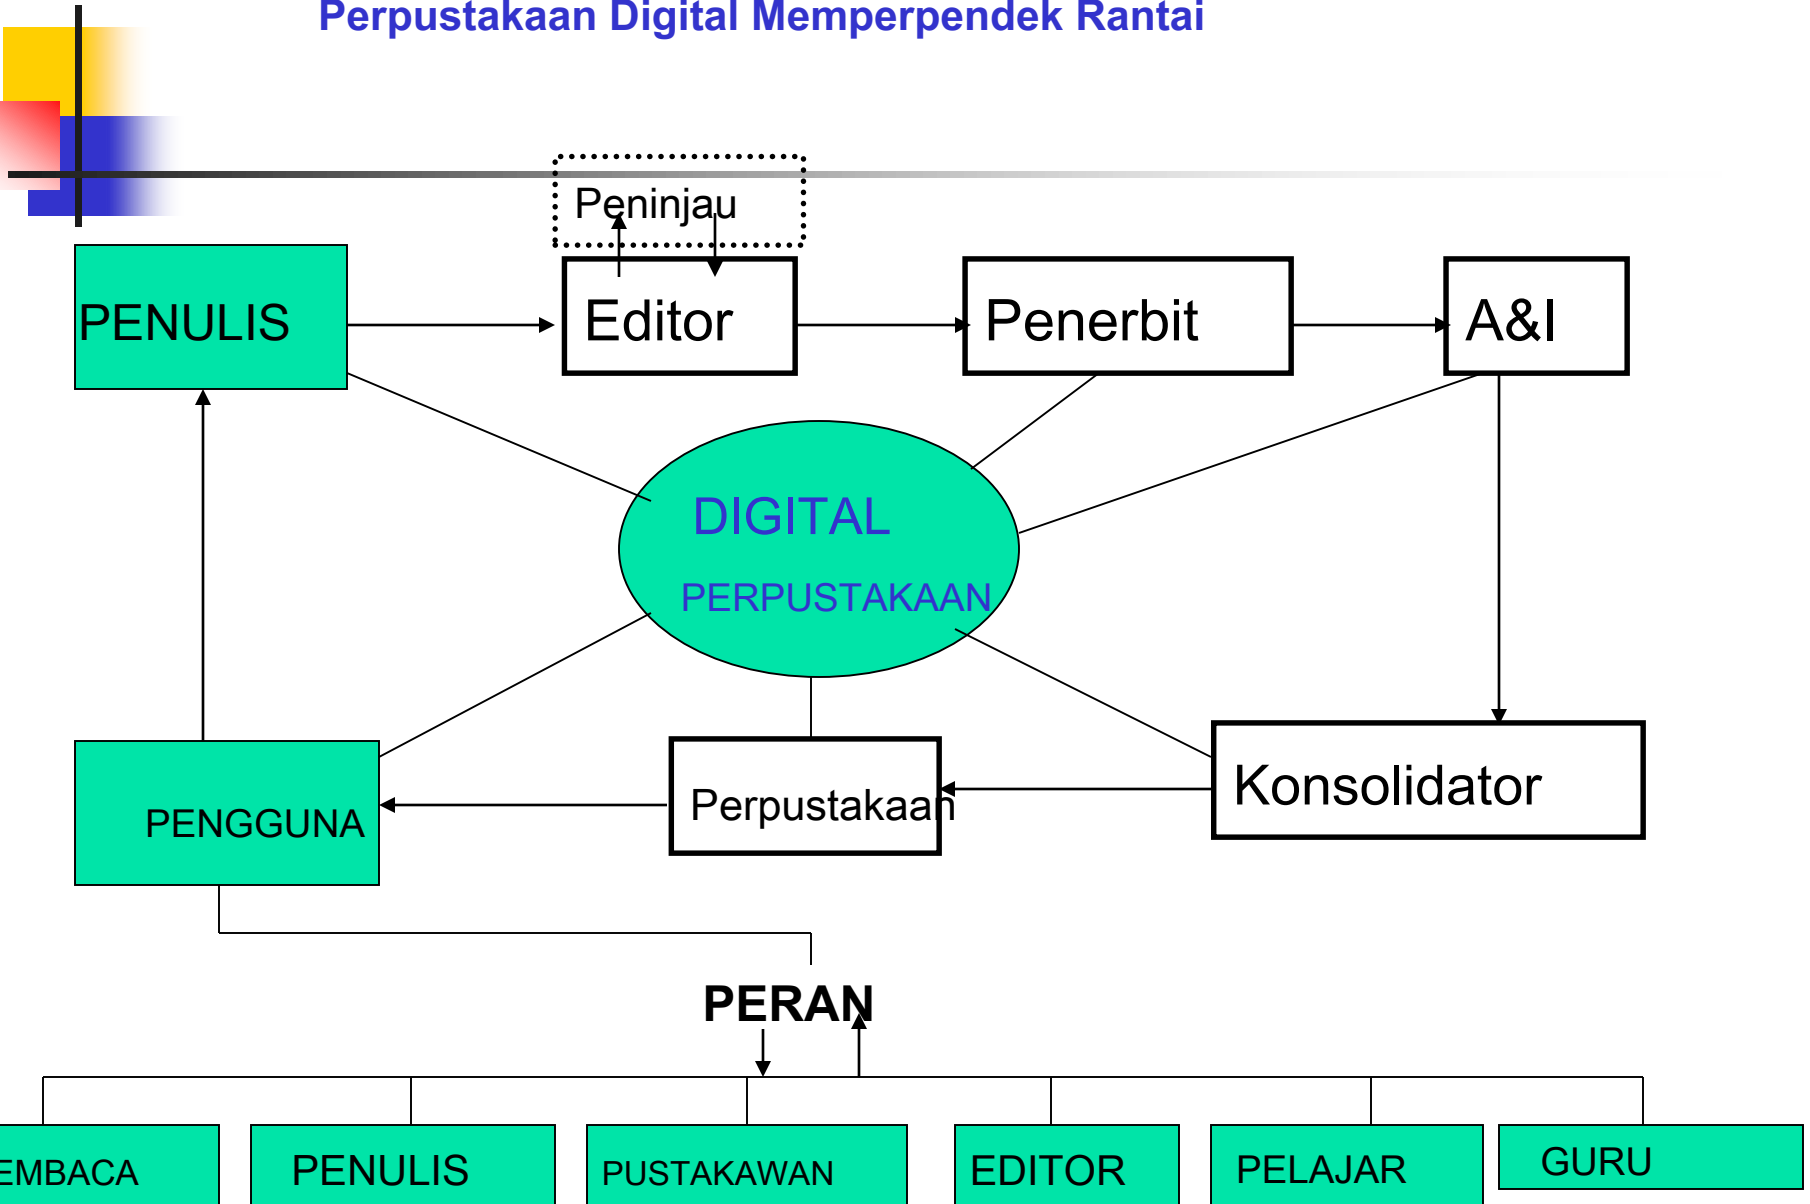 Perpustakaan Digital Memperpendek Rantai
Peninjau
PENULIS
Editor
Penerbit
A&I
DIGITAL
PERPUSTAKAAN
PENGGUNA
Perpustakaan
Konsolidator
PERAN
EMBACA
PENULIS
PUSTAKAWAN
EDITOR
PELAJAR
GURU